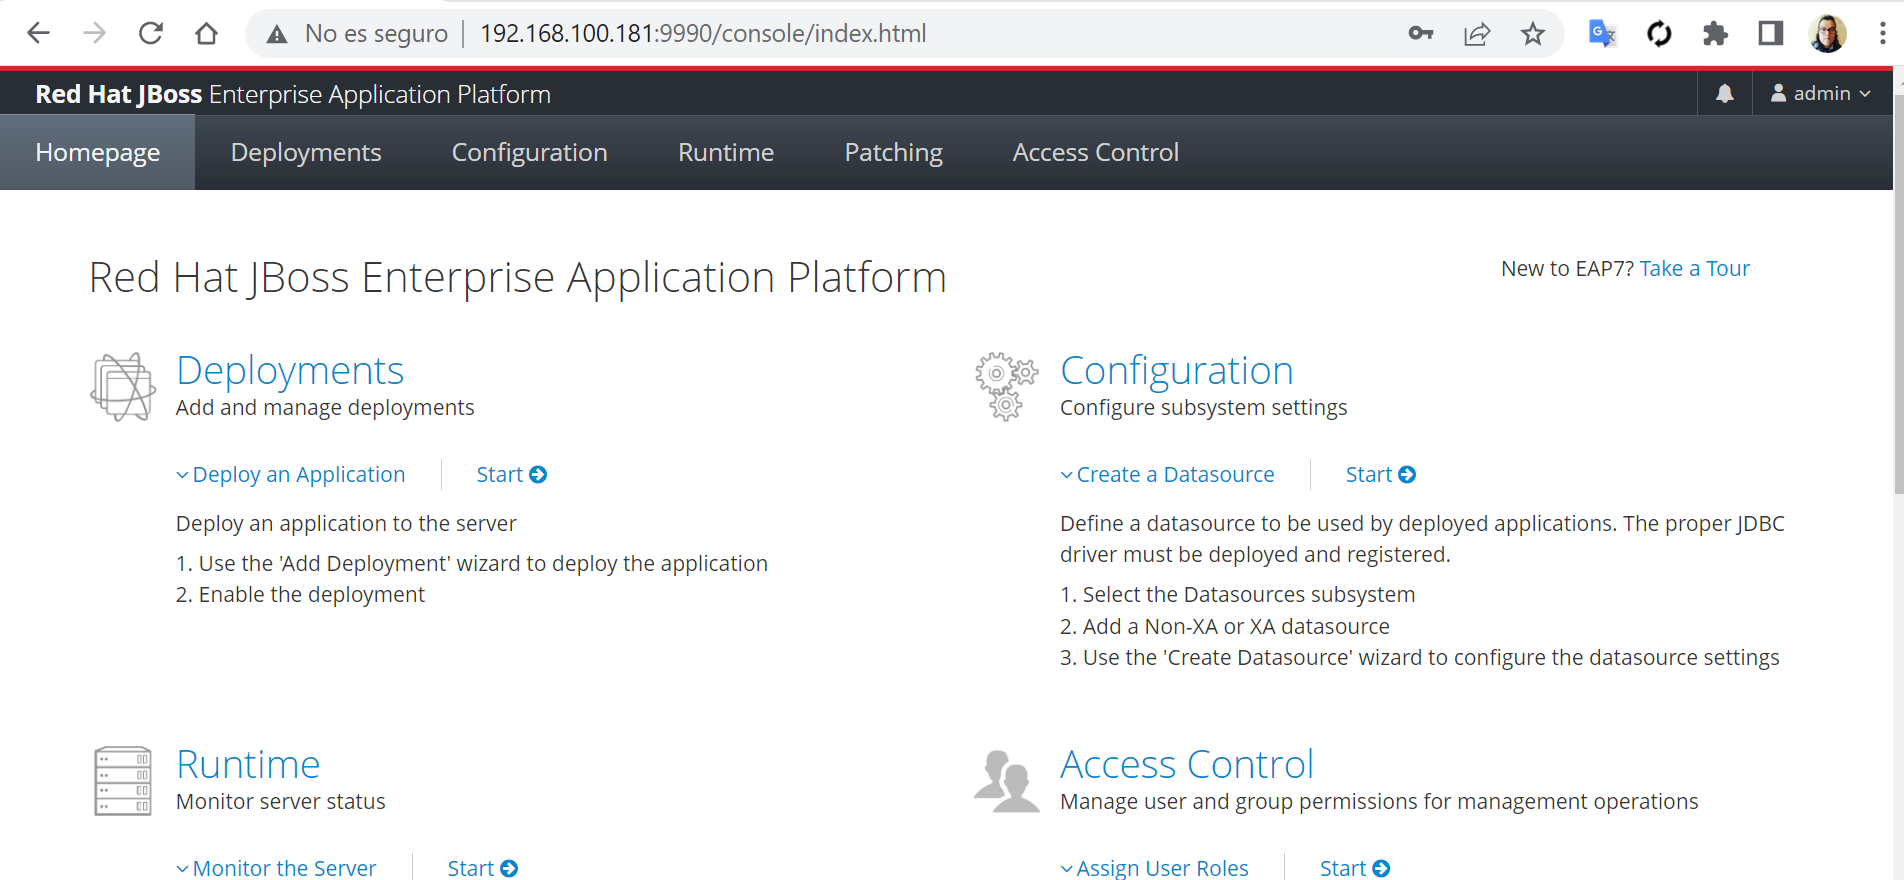 No es seguro | 192.168.100.181:9990/console/index.html
Red Hat JBoss Enterprise Application Platform
admin
Homepage Deployments Configuration Runtime Patching Access Control
Red Hat JBoss Enterprise Application Platform
New to EAP7? Take a Tour
Deployments
Add and manage deployments
Deploy an Application
Start
Deploy an application to the server
1. Use the 'Add Deployment' wizard to deploy the application
2. Enable the deployment
Configuration
Configure subsystem settings
Create a Datasource
Start
Define a datasource to be used by deployed applications. The proper JDBC
driver must be deployed and registered.
1. Select the Datasources subsystem
2. Add a Non-XA or XA datasource
3. Use the 'Create Datasource' wizard to configure the datasource settings
Runtime
Monitor server status
Monitor the Server
Start
Access Control
Manage user and group permissions for management operations
Assign User Roles
Start